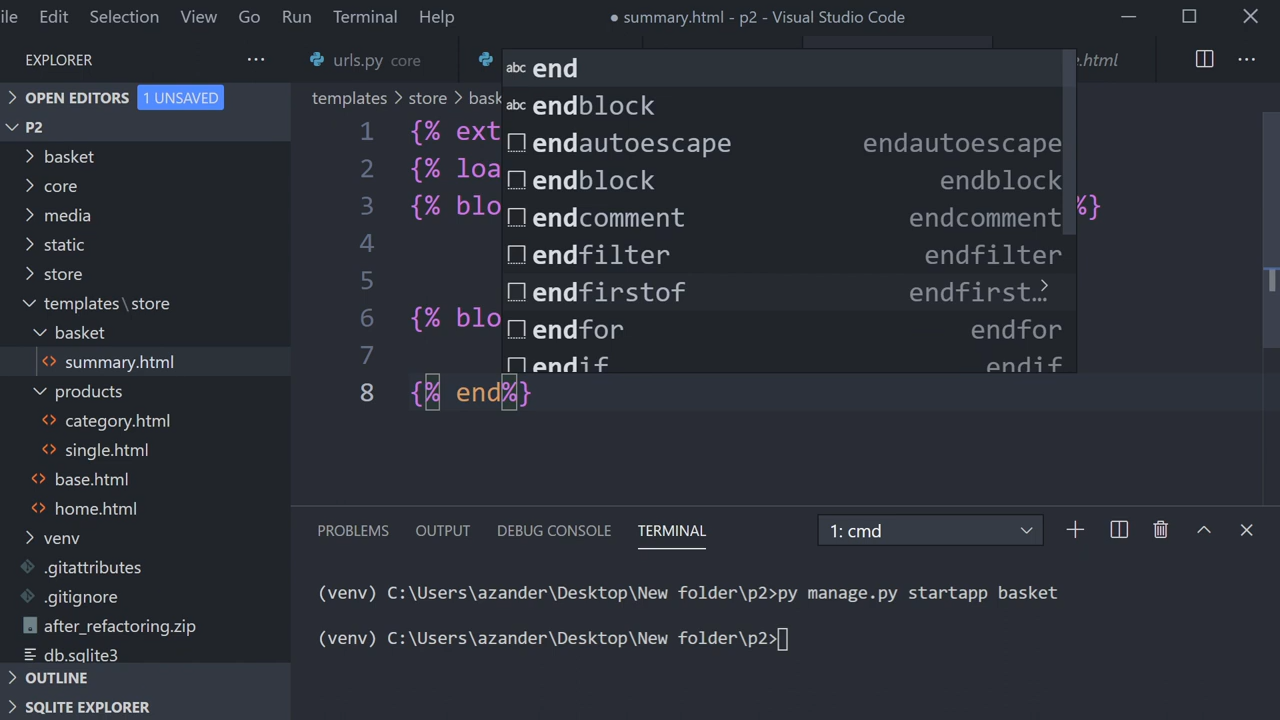 ile Edit Selection View Go Run Terminal Help ● summary.html - p2 - Visual Studio Code
EXPLORER
OPEN EDITORS 1 UNSAVED
P2
basket
core
media
static
store
templates\store
basket
summary.html
products
category.html
single.html
base.html
home.html
venv
.gitattributes
.gitignore
after_refactoring.zip
db.sqlite3
OUTLINE
SQLITE EXPLORER
urls.py core
.html
templates > store > bask
1 {% ext
2 {% loa
3 {% blo %}
4
5
6 {% blo
7
8 {% end%}
abc end
abc endblock
endautoescape endautoescape
endblock endblock
endcomment endcomment
endfilter endfilter
endfirstof endfirst…
endfor endfor
endif endif
PROBLEMS OUTPUT DEBUG CONSOLE TERMINAL 1: cmd
(venv) C:\Users\azander\Desktop\New folder\p2>py manage.py startapp basket
(venv) C:\Users\azander\Desktop\New folder\p2>